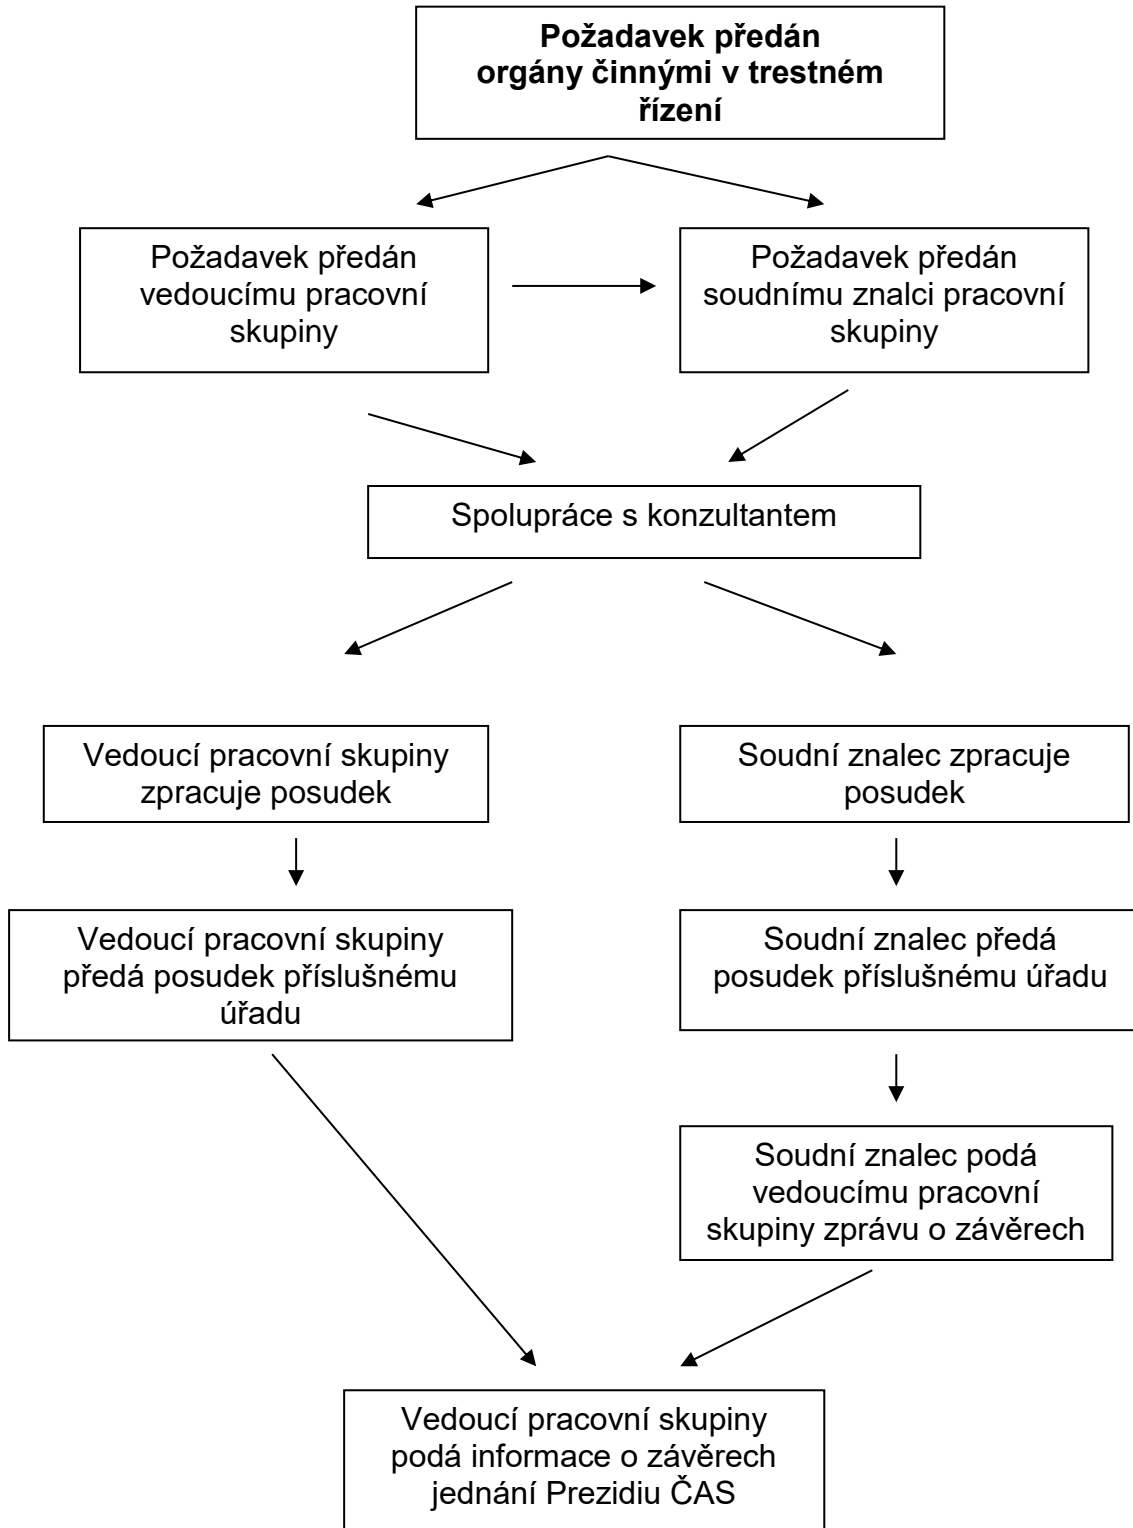 Požadavek předán
orgány činnými v trestném
řízení
Požadavek předán
vedoucímu pracovní
skupiny
Požadavek předán
soudnímu znalci pracovní
skupiny
Spolupráce s konzultantem
Vedoucí pracovní skupiny
zpracuje posudek
Soudní znalec zpracuje
posudek
Vedoucí pracovní skupiny
předá posudek příslušnému
úřadu
Soudní znalec předá
posudek příslušnému úřadu
Soudní znalec podá
vedoucímu pracovní
skupiny zprávu o závěrech
Vedoucí pracovní skupiny
podá informace o závěrech
jednání Prezidiu ČAS